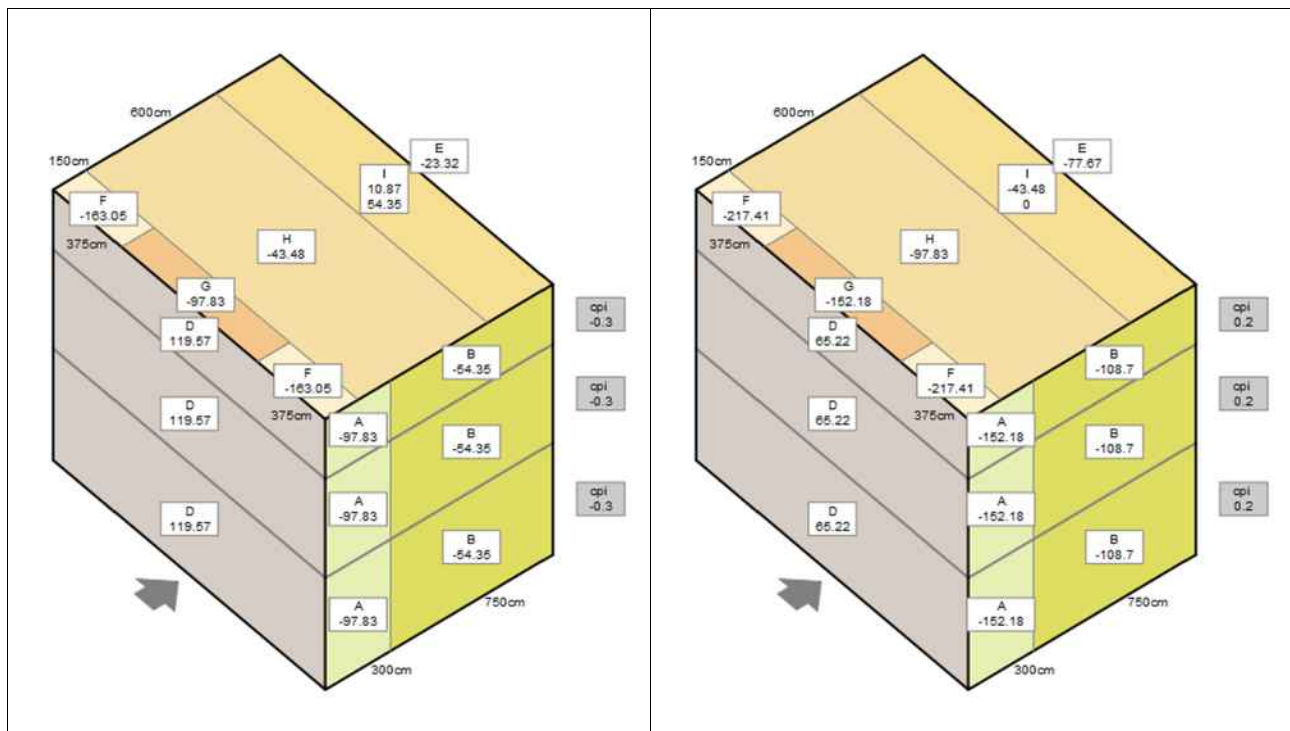 600cm
E
-23.32
150cm
I
10.87
54.35
F
-163.05
H
-43.48
375cm
G
-97.83
cpi
-0.3
D
119.57
B
-54.35
F
-163.05
cpi
-0.3
375cm
D
119.57
A
-97.83
B
-54.35
cpi
-0.3
A
-97.83
D
119.57
B
-54.35
A
-97.83
750cm
300cm
600cm
E
-77.67
150cm
I
-43.48
0
F
-217.41
H
-97.83
375cm
G
-152.18
cpi
0.2
D
65.22
B
-108.7
F
-217.41
cpi
0.2
375cm
D
65.22
A
-152.18
B
-108.7
cpi
0.2
A
-152.18
D
65.22
B
-108.7
A
-152.18
750cm
300cm